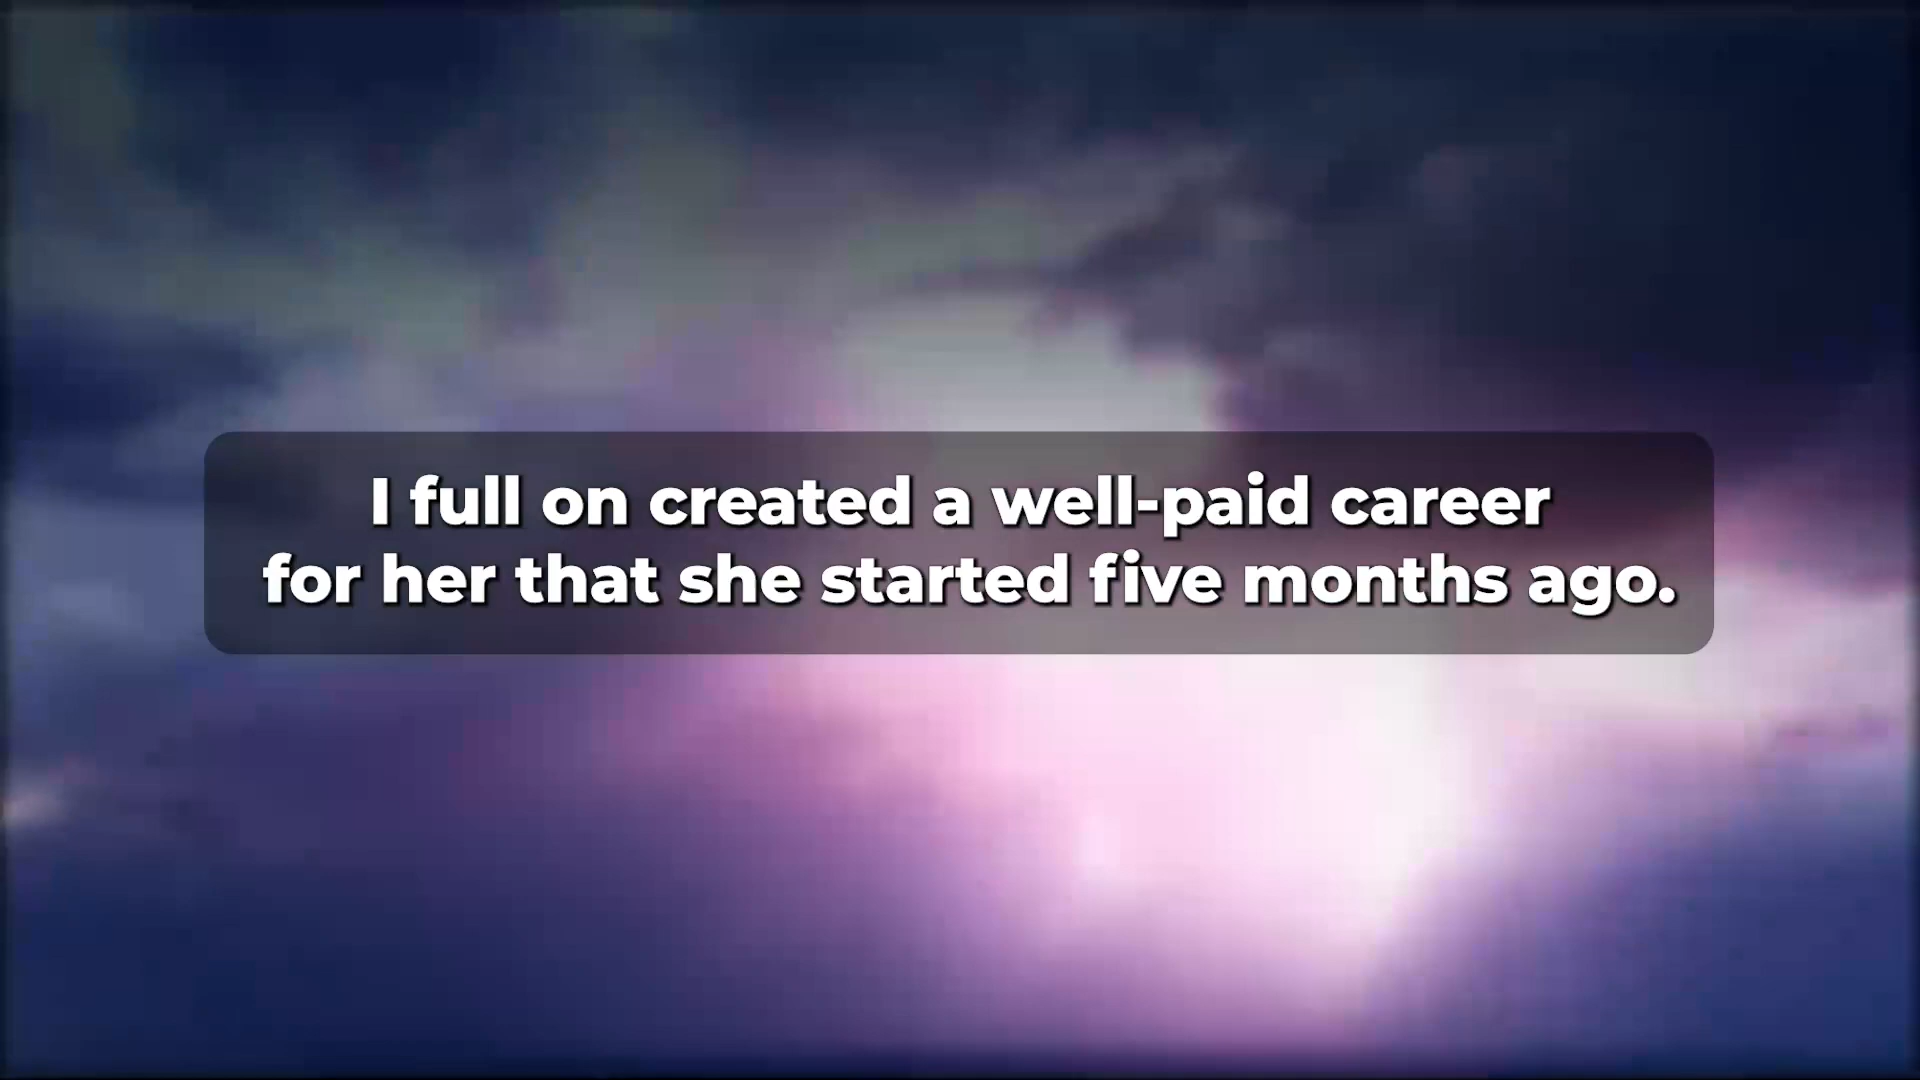 I full on created a well-paid career
for her that she started five months ago.